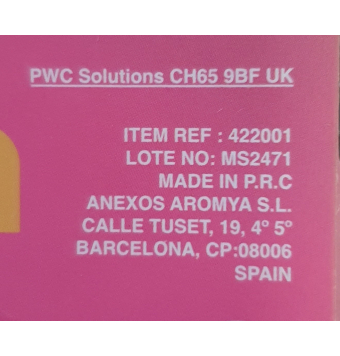 PWC Solutions CH65 9BF UK
ITEM REF : 422001
LOTE NO: MS2471
MADE IN P.R.C
ANEXOS AROMYA S.L.
CALLE TUSET, 19, 4º 5º
BARCELONA, CP:08006
SPAIN